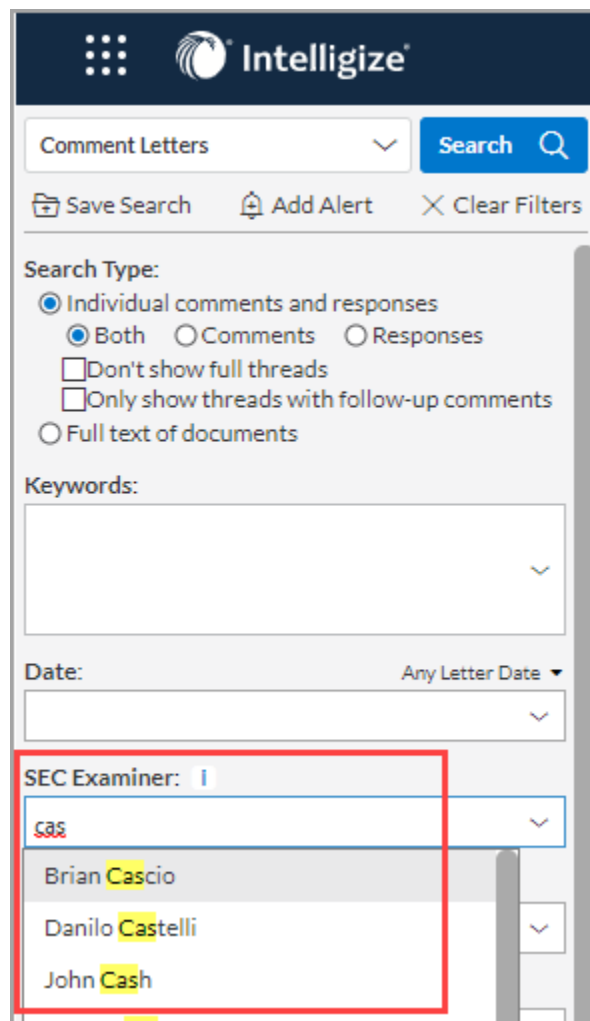 Intelligize®
Comment Letters
Search
Save Search Add Alert Clear Filters
Search Type:
Individual comments and responses
Both Comments Responses
Don't show full threads
Only show threads with follow-up comments
Full text of documents
Keywords:
Date: Any Letter Date
SEC Examiner: i
cas
Brian Cascio
Danilo Castelli
John Cash